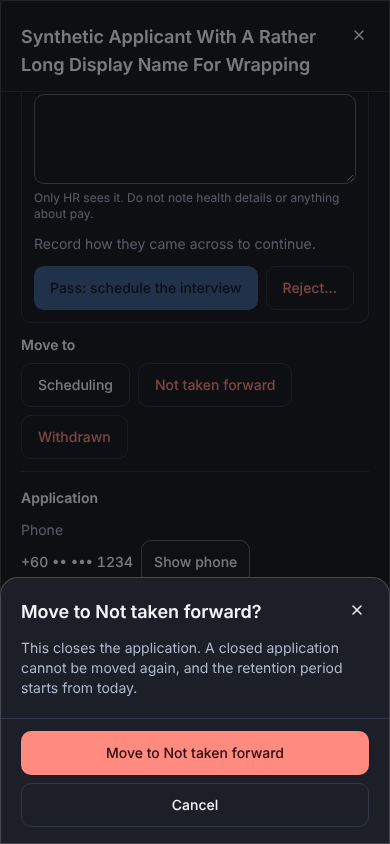 Synthetic Applicant With A Rather
Long Display Name For Wrapping
Only HR sees it. Do not note health details or anything
about pay.
Record how they came across to continue.
Pass: schedule the interview
Reject...
Move to
Scheduling
Not taken forward
Withdrawn
Application
Phone
+60 •• ••• 1234
Show phone
Move to Not taken forward?
This closes the application. A closed application
cannot be moved again, and the retention period
starts from today.
Move to Not taken forward
Cancel